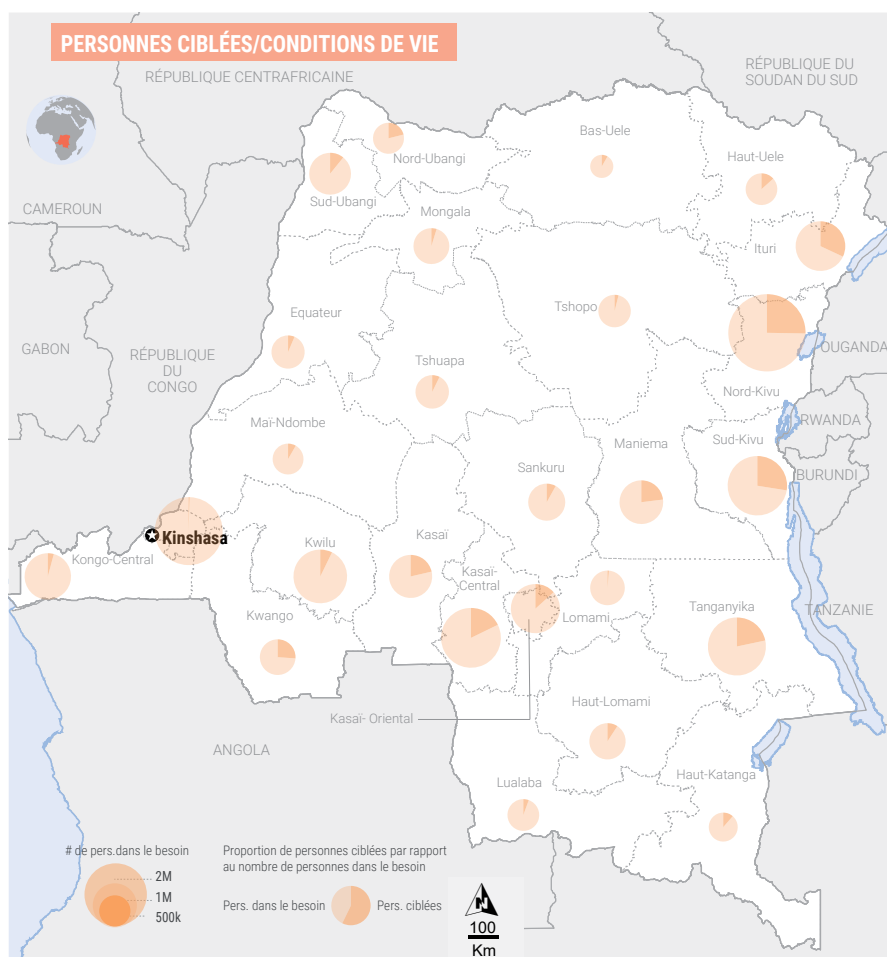 PERSONNES CIBLÉES/CONDITIONS DE VIE
RÉPUBLIQUE CENTRAFRICAINE
RÉPUBLIQUE DU
SOUDAN DU SUD
Bas-Uele
Nord-Ubangi
Haut-Uele
Sud-Ubangi
CAMEROUN
Mongala
Ituri
Equateur
Tshopo
GABON
RÉPUBLIQUE
DU
CONGO
Tshuapa
OUGANDA
Nord-Kivu
Maï-Ndombe
RWANDA
Maniema
Sud-Kivu
Sankuru
BURUNDI
Kinshasa
Kwilu
Kasaï
Kongo-Central
Kasaï-
Central
Kwango
Lomami
Tanganyika
TANZANIE
Haut-Lomami
Kasaï- Oriental
ANGOLA
Haut-Katanga
Lualaba
# de pers.dans le besoin
2M
1M
500k
Proportion de personnes ciblées par rapport
au nombre de personnes dans le besoin
Pers. dans le besoin
Pers. ciblées
N
100
Km